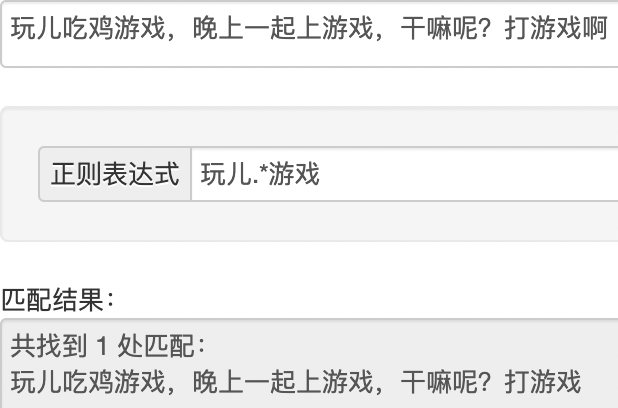 玩儿吃鸡游戏，晚上一起上游戏，干嘛呢？打游戏啊
正则表达式 玩儿.*游戏
匹配结果：
共找到 1 处匹配：
玩儿吃鸡游戏，晚上一起上游戏，干嘛呢？打游戏